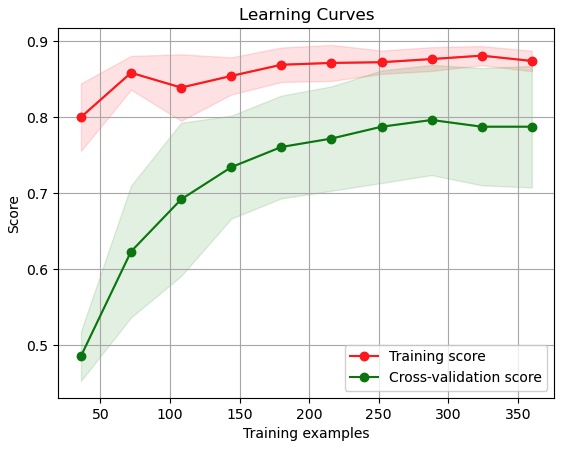 Learning Curves
0.9
0.8
0.7
0.6
0.5
Score
50 100 150 200 250 300 350
Training examples
Training score
Cross-validation score